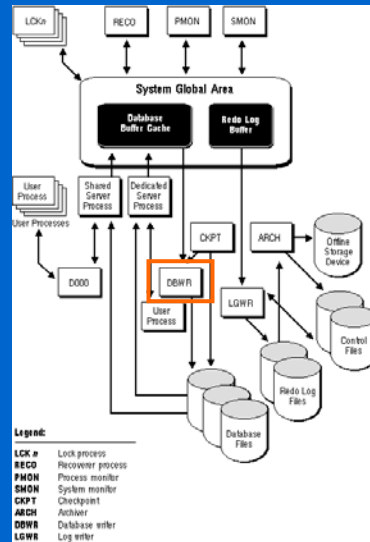 LCKn
RECO
PMON
SMON
System Global Area
Database
Buffer Cache
Redo Log
Buffer
User
Process
User Processes
Shared
Server
Process
Dedicated
Server
Process
CKPT
ARCH
Offline
Storage
Device
D000
DBWR
User
Process
LGWR
Control
Files
Redo Log
Files
Database
Files
Legend:
LCK n Lock process
RECO Recoverer process
PMON Process monitor
SMON System monitor
CKPT Checkpoint
ARCH Archiver
DBWR Database writer
LGWR Log writer